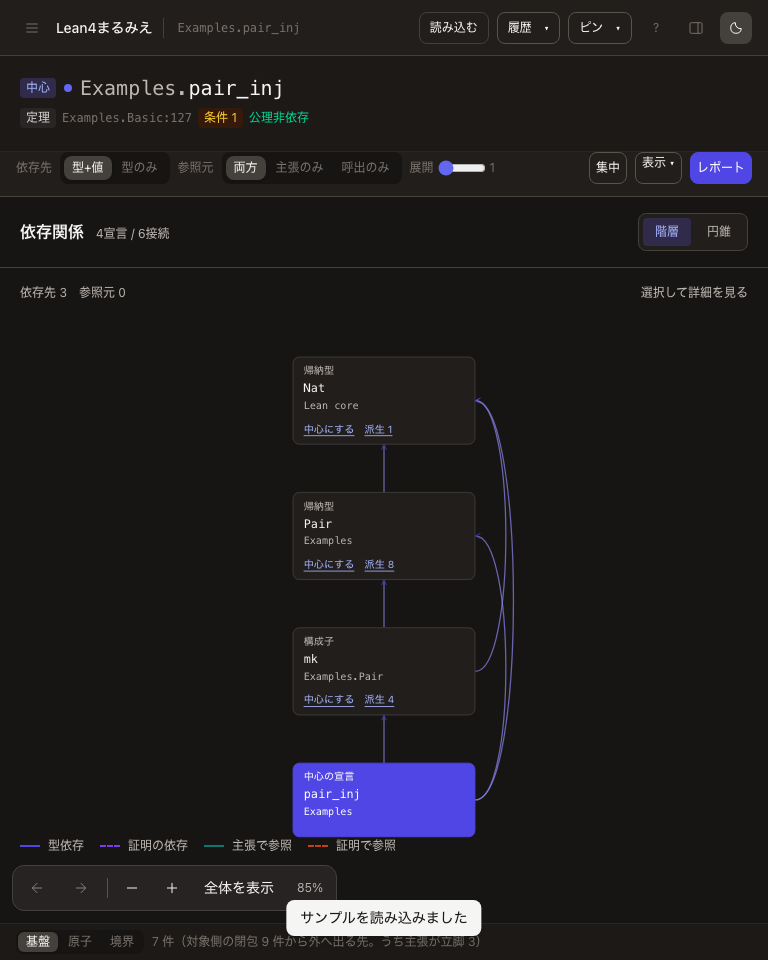 Lean4まるみえ Examples.pair_inj 読み込む 履歴 ピン ?
中心 Examples.pair_inj
定理 Examples.Basic:127 条件 1 公理非依存
依存先 型+値 型のみ 参照元 両方 主張のみ 呼出のみ 展開 1 集中 表示 レポート
依存関係 4宣言 / 6接続 階層 円錐
依存先 3 参照元 0 選択して詳細を見る
帰納型
Nat
Lean core
中心にする 派生 1
帰納型
Pair
Examples
中心にする 派生 8
構成子
mk
Examples.Pair
中心にする 派生 4
中心の宣言
pair_inj
Examples
型依存 証明の依存 主張で参照 証明で参照
← → − + 全体を表示 85%
サンプルを読み込みました
基盤 原子 境界 7 件（対象側の閉包 9 件から外へ出る先。うち主張が立脚 3）